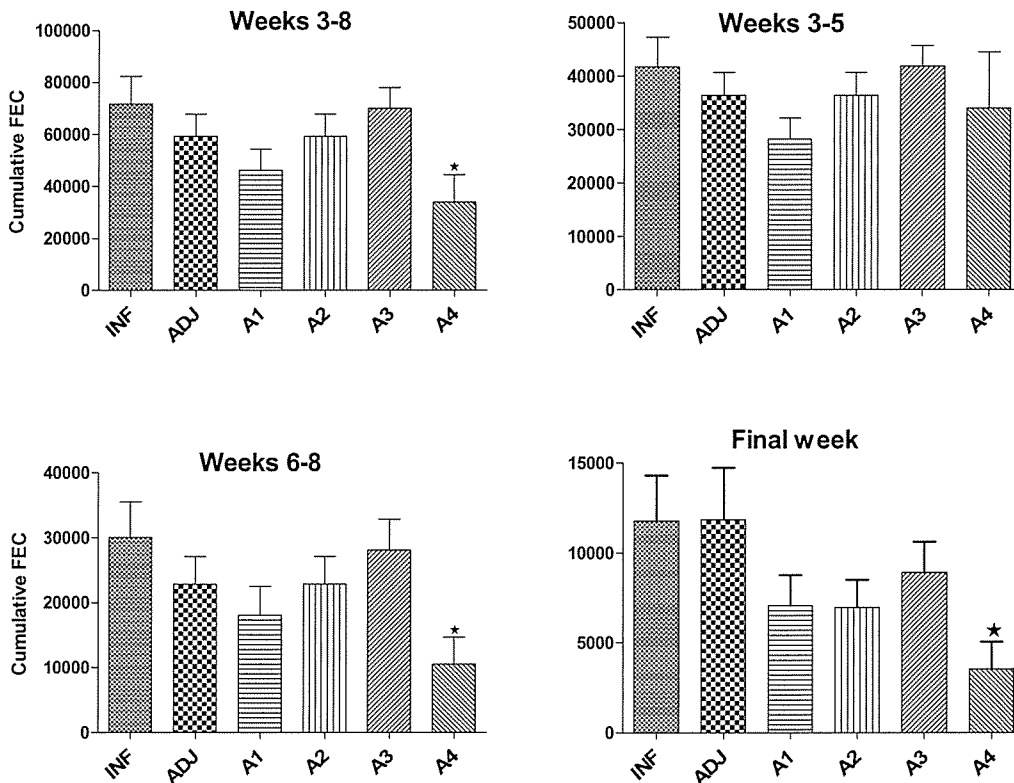 Weeks 3-8
Cumulative FEC
100000
80000
60000
40000
20000
0
INF ADJ A1 A2 A3 A4
★
Weeks 3-5
50000
40000
30000
20000
10000
0
INF ADJ A1 A2 A3 A4
Weeks 6-8
Cumulative FEC
40000
30000
20000
10000
0
INF ADJ A1 A2 A3 A4
★
Final week
15000
10000
5000
0
INF ADJ A1 A2 A3 A4
★